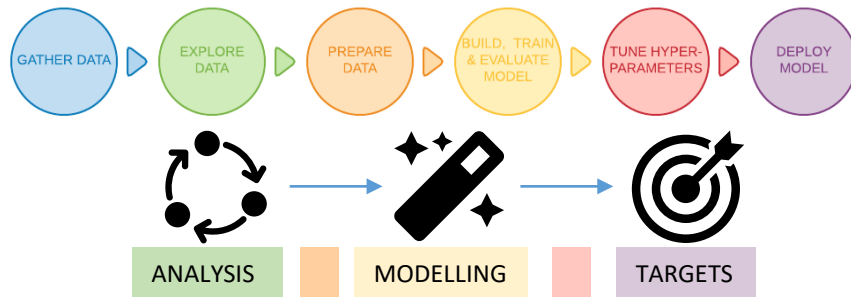 GATHER DATA
EXPLORE
DATA
PREPARE
DATA
BUILD, TRAIN
& EVALUATE
MODEL
TUNE HYPER-
PARAMETERS
DEPLOY
MODEL
ANALYSIS
MODELLING
TARGETS